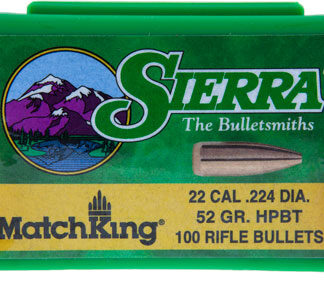 SIERRA
The Bulletsmiths
22 CAL .224 DIA.
MatchKing®
52 GR. HPBT
100 RIFLE BULLETS